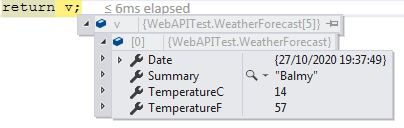 return v; ≤ 6ms elapsed
v {WebAPITest.WeatherForecast[5]}
[0] {WebAPITest.WeatherForecast}
Date {27/10/2020 19:37:49}
Summary "Balmy"
TemperatureC 14
TemperatureF 57